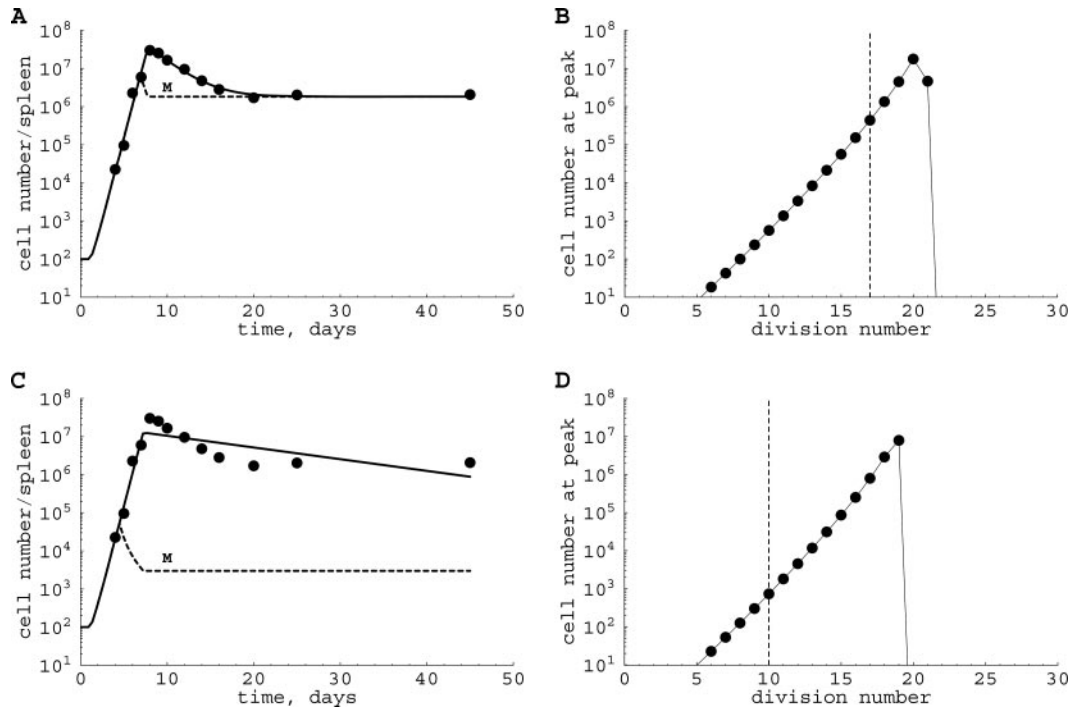 A
cell number/spleen
10^8
10^7
10^6
10^5
10^4
10^3
10^2
10^1
M
0 10 20 30 40 50
time, days
B
cell number at peak
10^8
10^7
10^6
10^5
10^4
10^3
10^2
10^1
0 5 10 15 20 25 30
division number
C
cell number/spleen
10^8
10^7
10^6
10^5
10^4
10^3
10^2
10^1
M
0 10 20 30 40 50
time, days
D
cell number at peak
10^8
10^7
10^6
10^5
10^4
10^3
10^2
10^1
0 5 10 15 20 25 30
division number